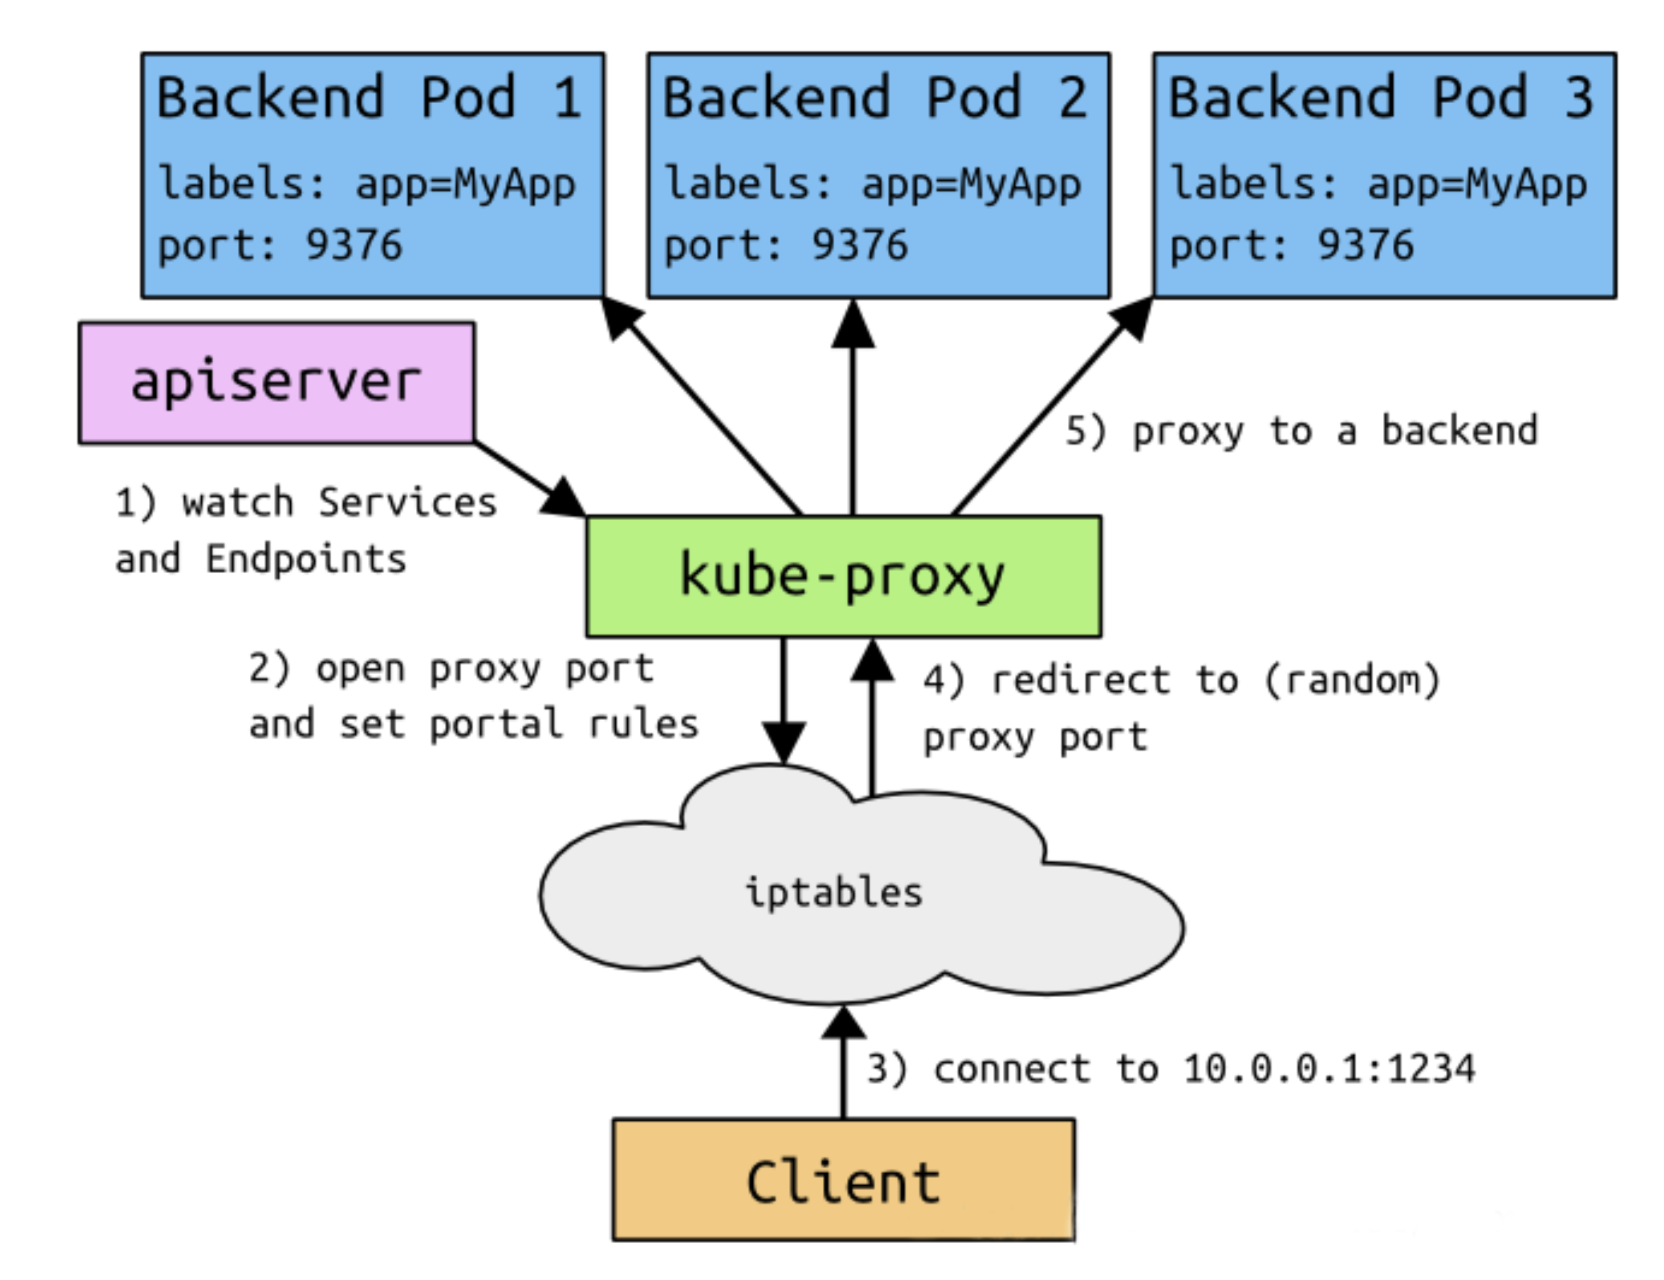 Backend Pod 1
labels: app=MyApp
port: 9376
Backend Pod 2
labels: app=MyApp
port: 9376
Backend Pod 3
labels: app=MyApp
port: 9376
apiserver
1) watch Services
and Endpoints
5) proxy to a backend
kube-proxy
2) open proxy port
and set portal rules
4) redirect to (random)
proxy port
iptables
3) connect to 10.0.0.1:1234
Client